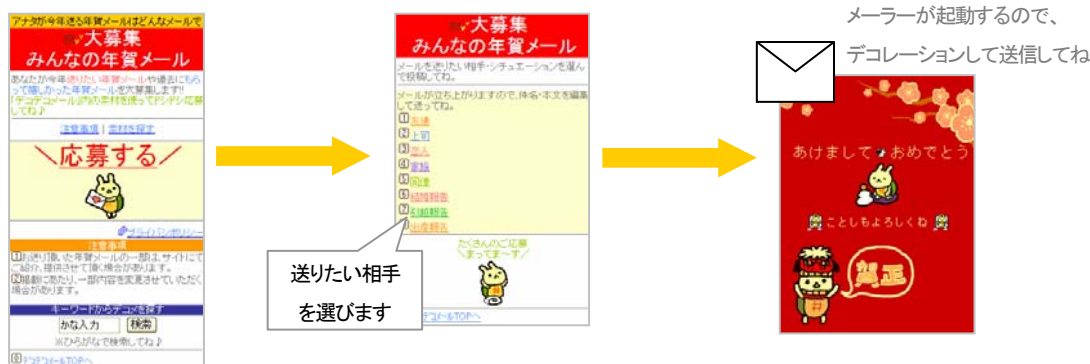 アナタが今年送る年賀メールはどんなメールで
大募集
みんなの年賀メール
あなたが今年送りたい年賀メールや過去にもら
って嬉しかった年賀メールを大募集します!!
「デコデコメール」内の素材を使ってドシドシ応募
してね♪
注意事項 | 素材を探す
＼応募する／
プライバシポリシー
注意事項
1お送り頂いた年賀メールの一部は、サイトにて
ご紹介、提供させて頂く場合があります。
2掲載にあたり、一部内容を変更させていただく
場合があります。
キーワードからデコメを探す
かな入力 検索
※ひらがなで検索してね♪
0デコデコメールTOPへ
大募集
みんなの年賀メール
メールを送りたい相手・シチュエーションを選ん
で投稿してね。
メールが立ち上がりますので、件名・本文を編集
して送ってね。
1友達
2上司
3恋人
4家族
5同僚
6結婚報告
7引越報告
出産報告
たくさんのご応募
＼まってま～す／
デコメールTOPへ
送りたい相手
を選びます
メーラーが起動するので、
デコレーションして送信してね
あけましておめでとう
ことしもよろしくね
賀正